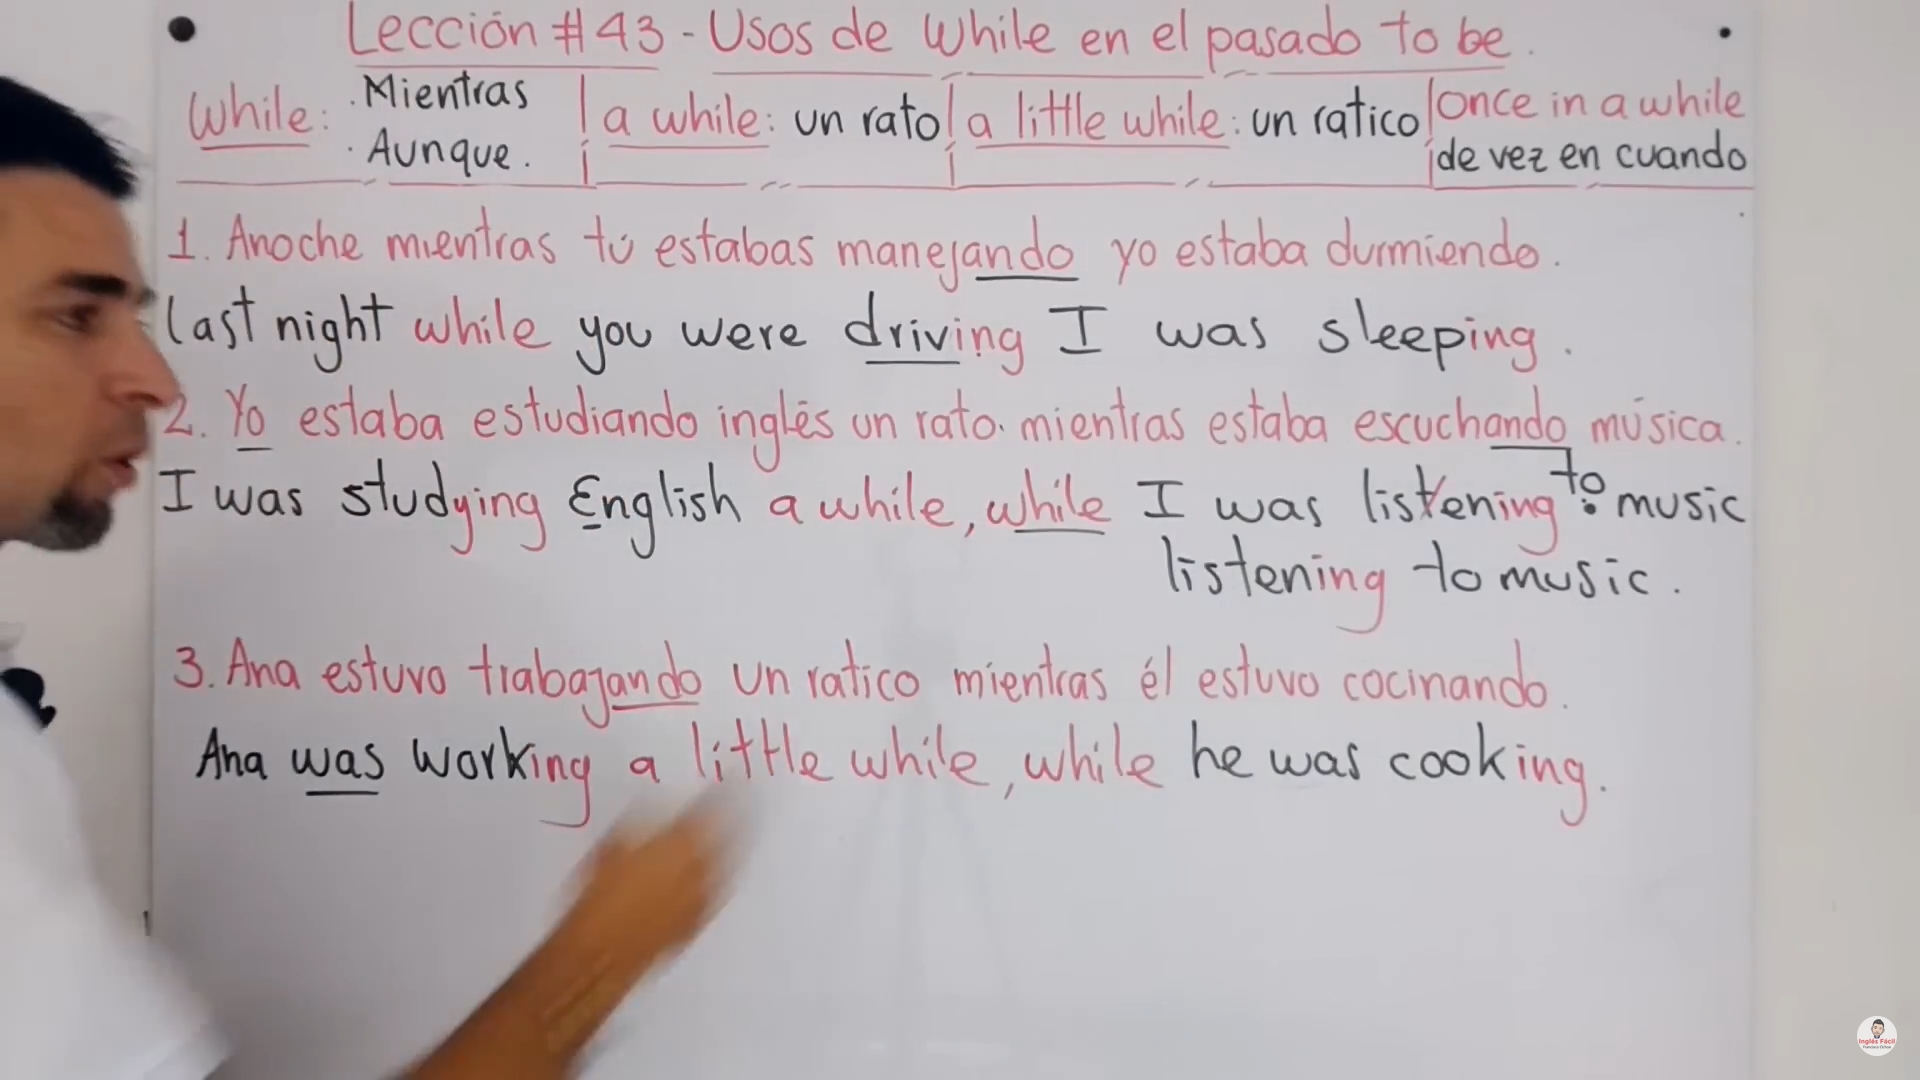 Lección #43 - Usos de While en el pasado to be.
While: . Mientras
. Aunque.
a while: un rato
a little while: un ratico
once in a while
de vez en cuando
1. Anoche mientras tú estabas manejando yo estaba durmiendo.
last night while you were driving I was sleeping.
2. Yo estaba estudiando inglés un rato. mientras estaba escuchando música.
I was studying English a while, while I was listening to music
listening to music.
3. Ana estuvo trabajando un ratico mientras él estuvo cocinando.
Ana was working a little while, while he was cooking.
Inglés Fácil